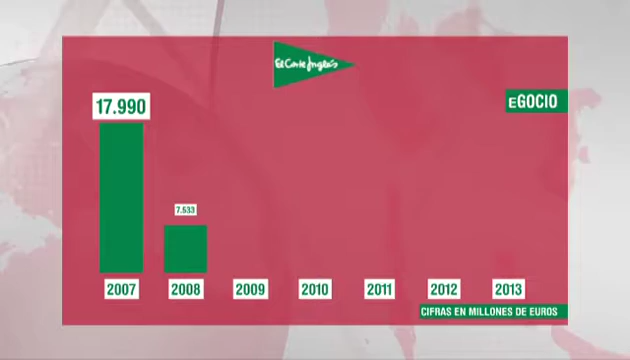 El Corte Inglés
17.990
EGOCIO
7.533
2007 2008 2009 2010 2011 2012 2013
CIFRAS EN MILLONES DE EUROS